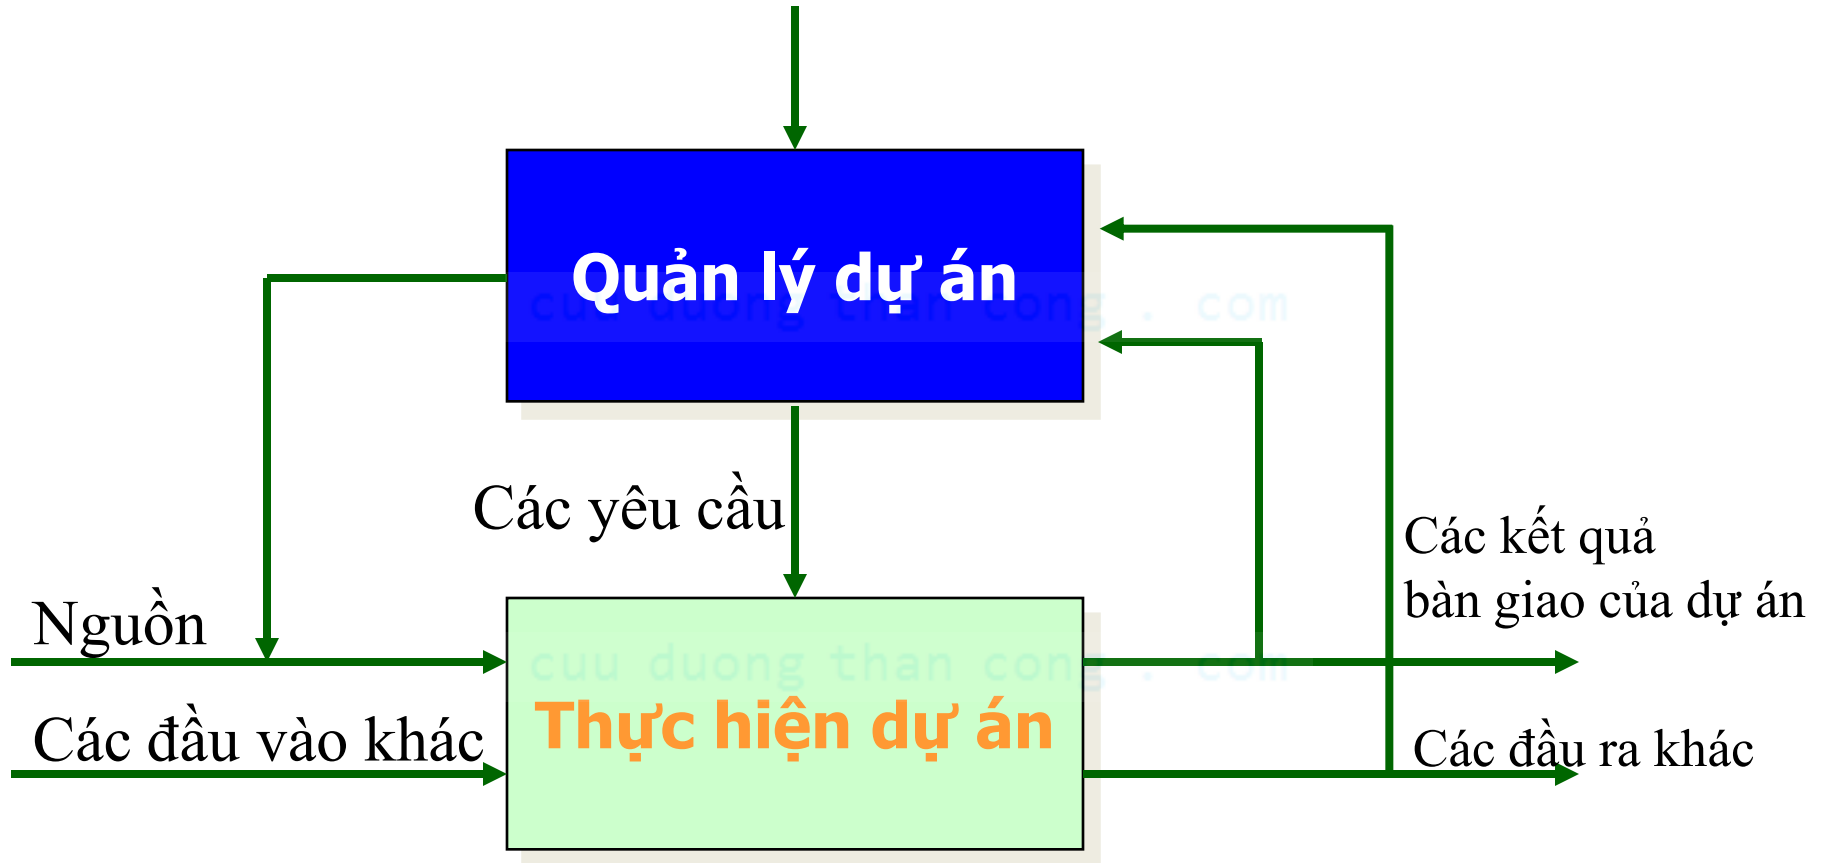 Quản lý dự án
cuu duong than cong . com
Các yêu cầu
Các kết quả
bàn giao của dự án
Nguồn
cuu duong than cong . com
Thực hiện dự án
Các đầu vào khác
Các đầu ra khác